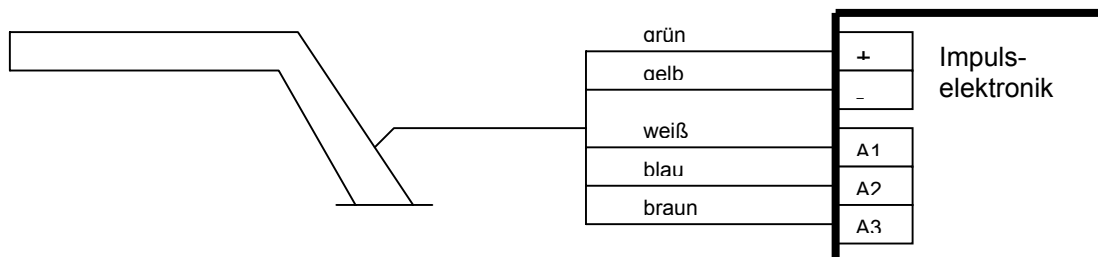 grün
gelb
weiß
blau
braun
+
-
A1
A2
A3
Impuls-
elektronik